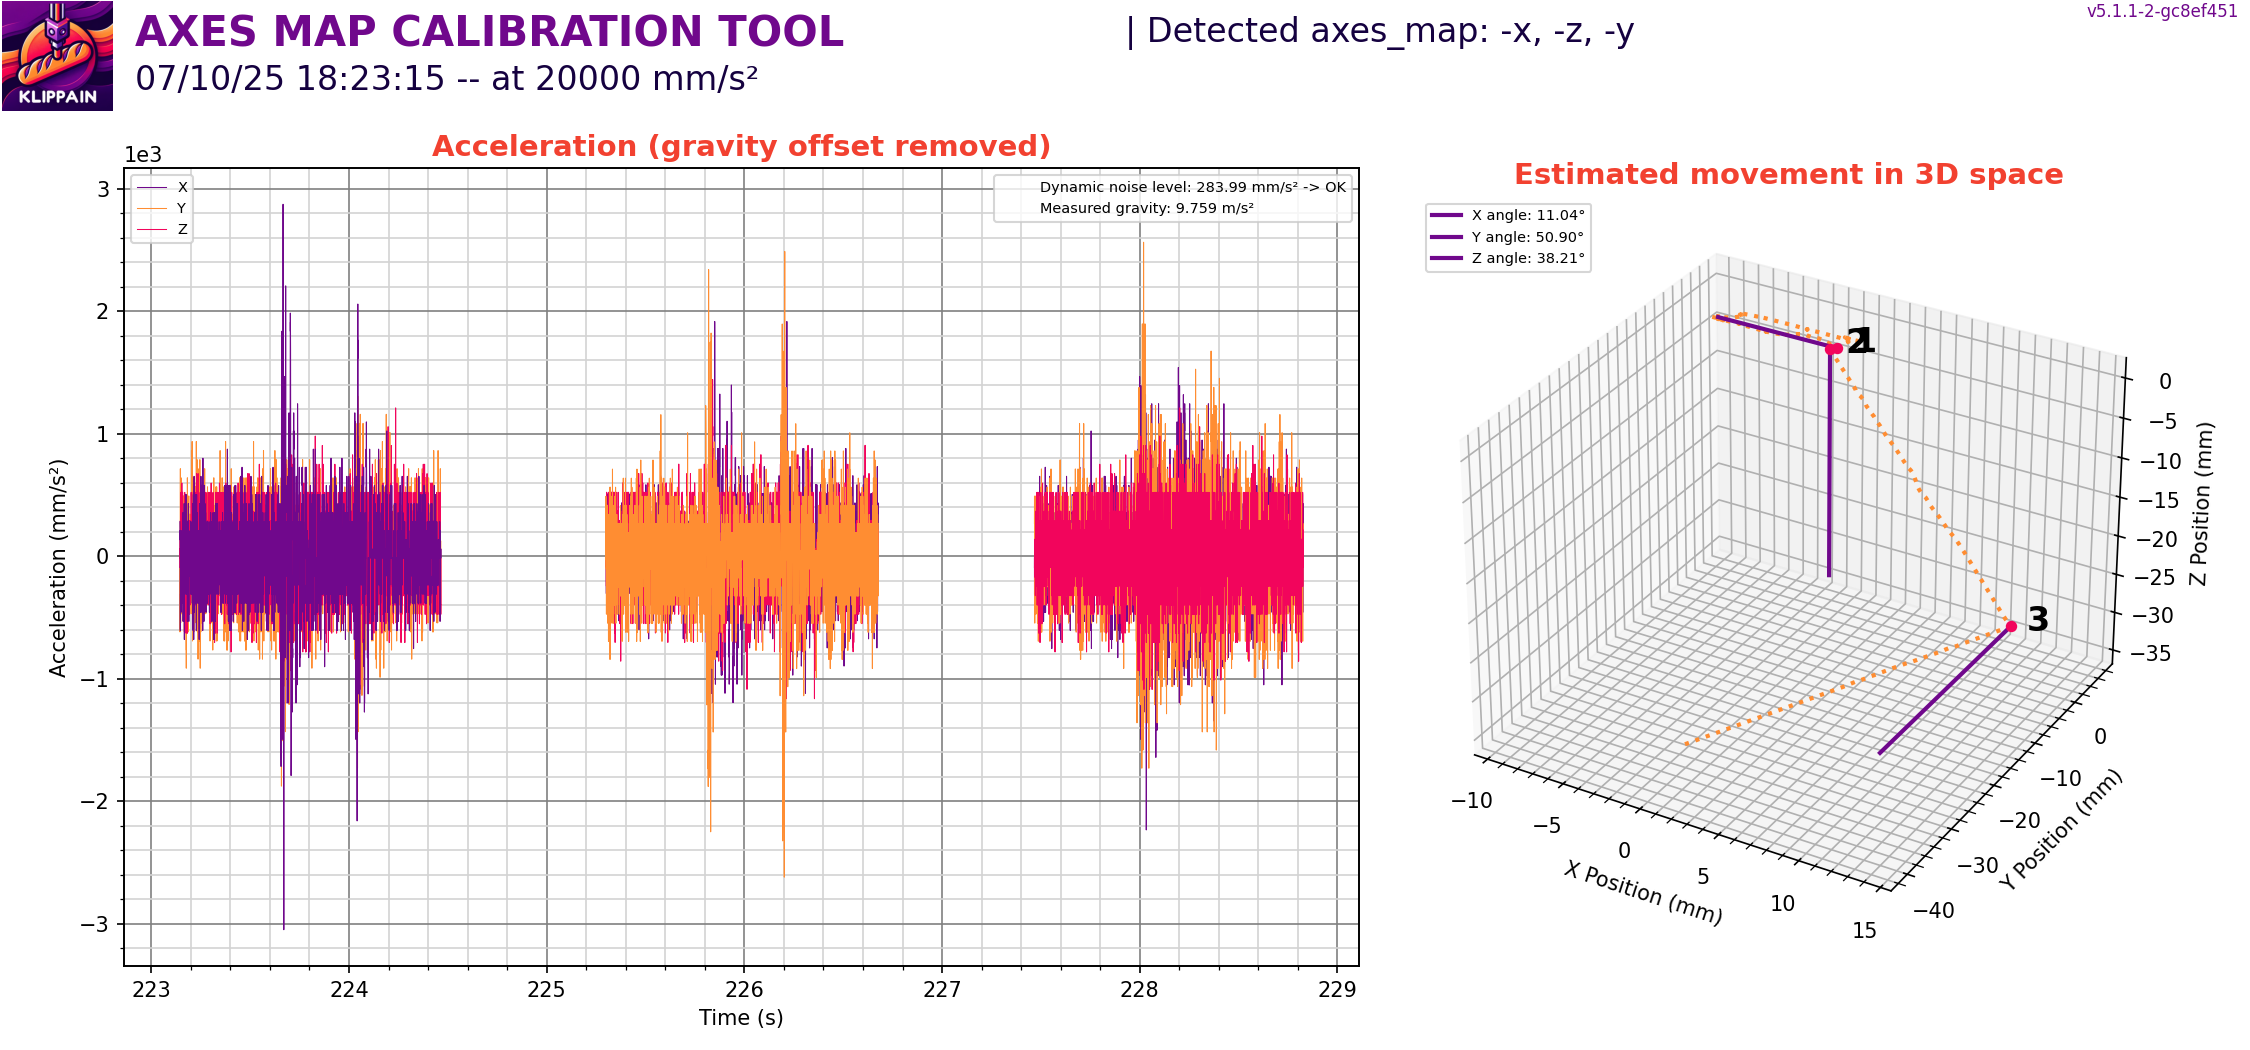 AXES MAP CALIBRATION TOOL
| Detected axes_map: -x, -z, -y
v5.1.1-2-gc8ef451
07/10/25 18:23:15 -- at 20000 mm/s²
KLIPPAIN
Acceleration (gravity offset removed)
1e3
X
Y
Z
Dynamic noise level: 283.99 mm/s² -> OK
Measured gravity: 9.759 m/s²
3
2
1
0
−1
−2
−3
Acceleration (mm/s²)
223
224
225
226
227
228
229
Time (s)
Estimated movement in 3D space
X angle: 11.04°
Y angle: 50.90°
Z angle: 38.21°
1
2
3
0
−5
−10
−15
−20
−25
−30
−35
Z Position (mm)
0
−10
−20
−30
−40
Y Position (mm)
−10
−5
0
5
10
15
X Position (mm)